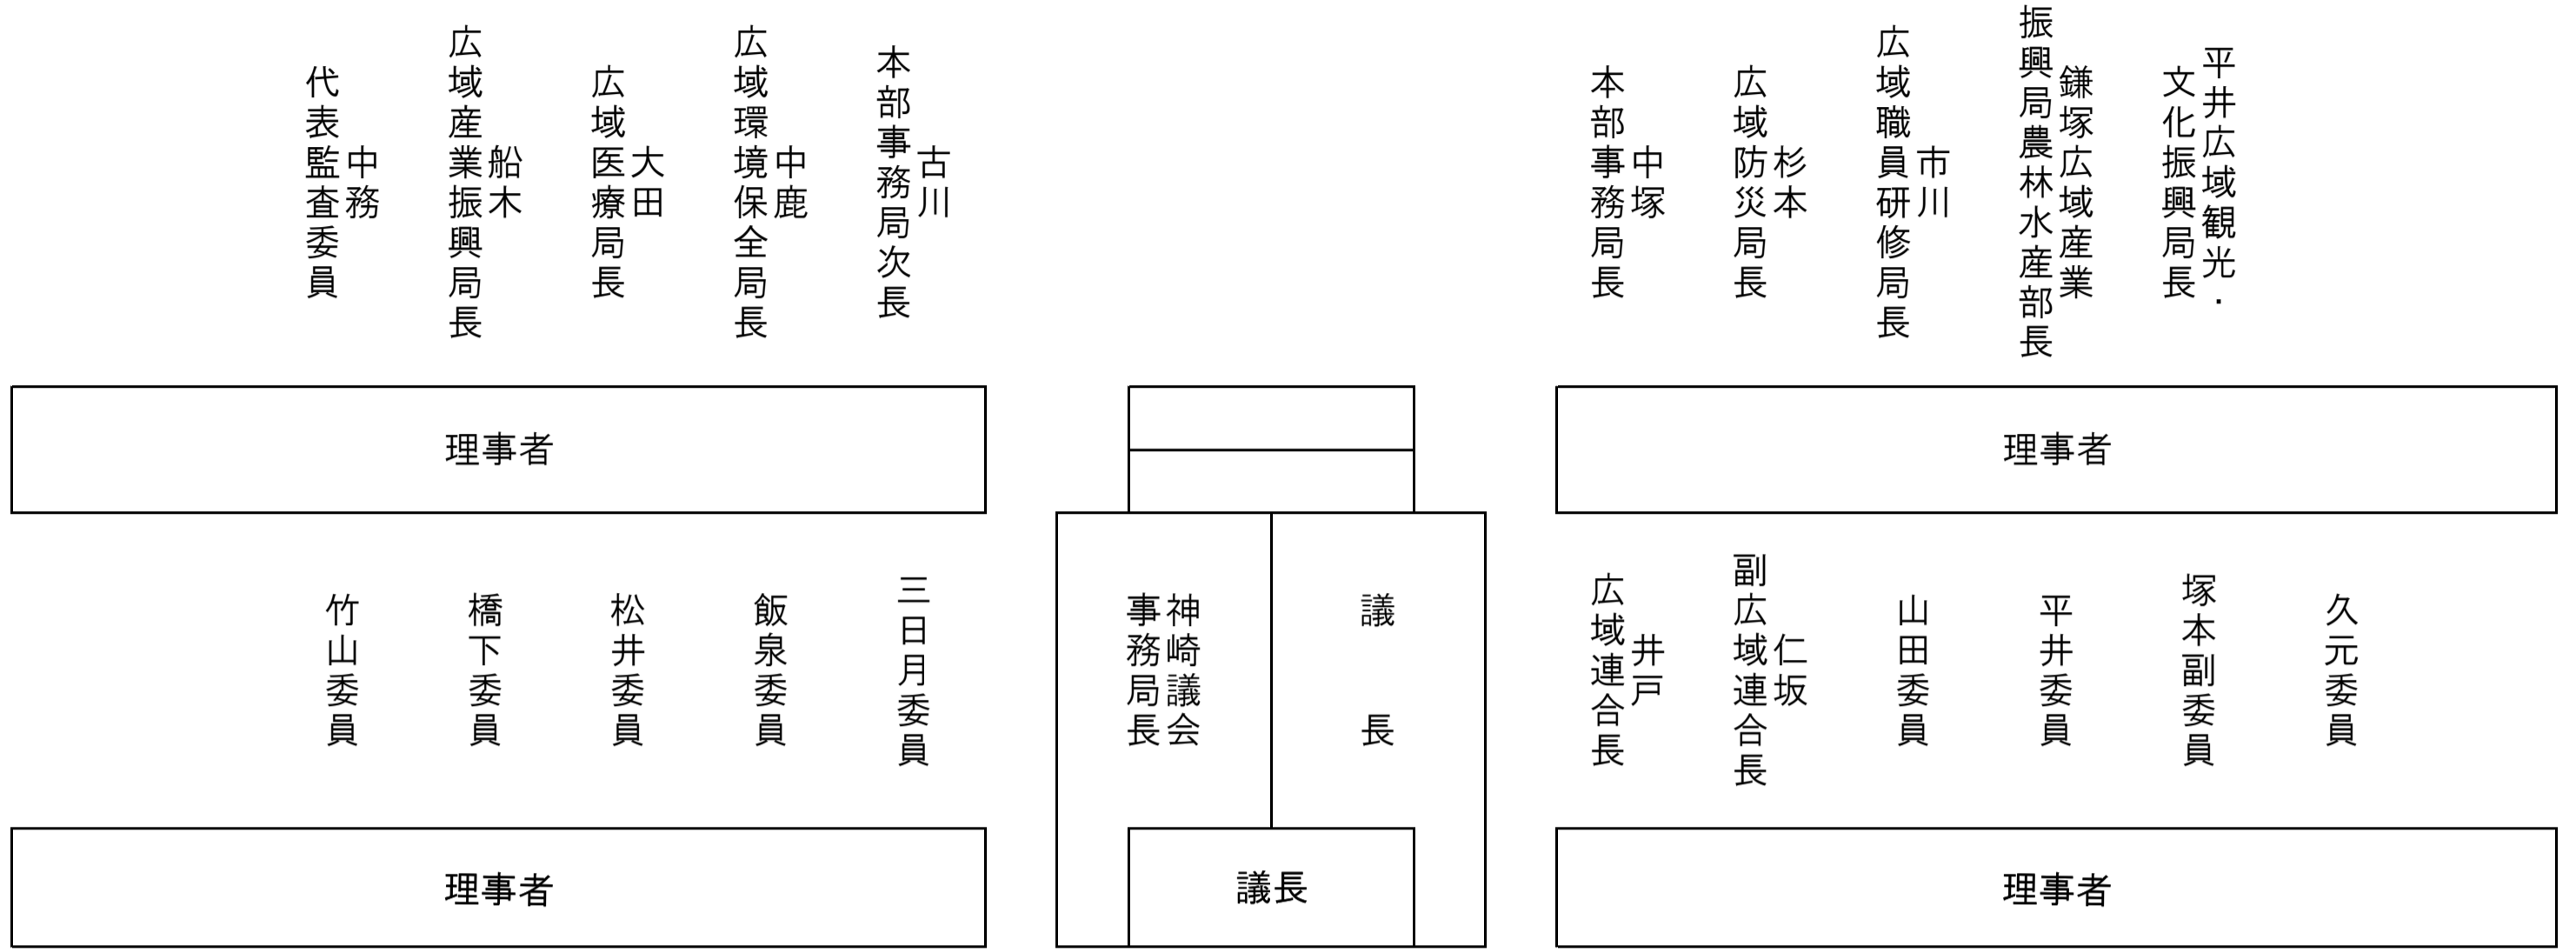 平井広域観光・
文化振興局長
鎌塚広域産業
振興局農林水産部長
市川
広域職員研修局長
杉本
広域防災局長
中塚
本部事務局長
古川
本部事務局次長
中鹿
広域環境保全局長
大田
広域医療局長
船木
広域産業振興局長
中務
代表監査委員
理事者
理事者
久元委員
塚本副委員
平井委員
山田委員
仁坂
副広域連合長
井戸
広域連合長
議長
神崎議会
事務局長
三日月委員
飯泉委員
松井委員
橋下委員
竹山委員
理事者
議長
理事者